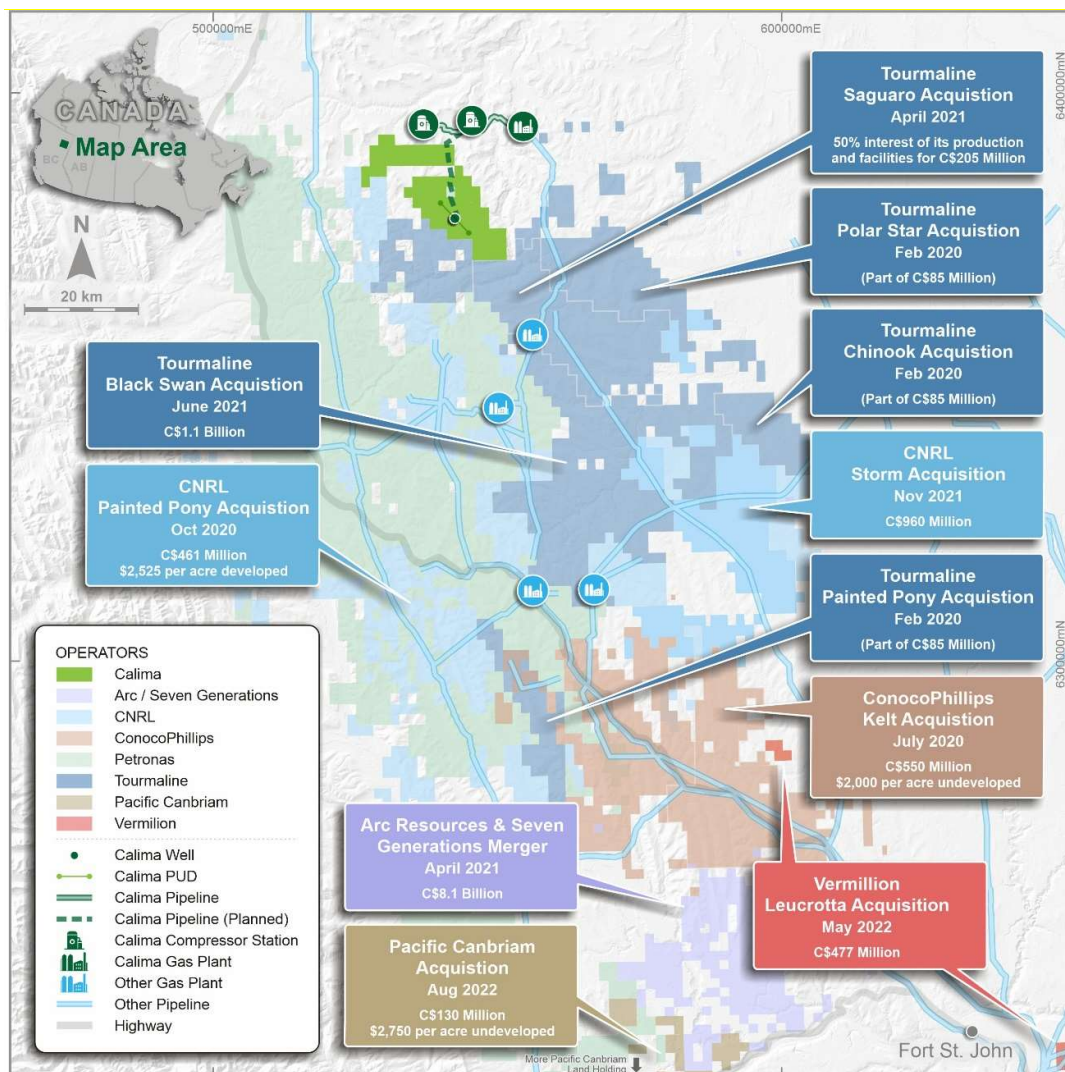 500000mE
600000mE
6400000mN
6300000mN
CANADA
Map Area
BC
AB
N
20 km
Tourmaline
Saguaro Acquistion
April 2021
50% interest of its production
and facilities for C$205 Million
Tourmaline
Polar Star Acquistion
Feb 2020
(Part of C$85 Million)
Tourmaline
Chinook Acquistion
Feb 2020
(Part of C$85 Million)
Tourmaline
Black Swan Acquistion
June 2021
C$1.1 Billion
CNRL
Storm Acquisition
Nov 2021
C$960 Million
CNRL
Painted Pony Acquistion
Oct 2020
C$461 Million
$2,525 per acre developed
Tourmaline
Painted Pony Acquistion
Feb 2020
(Part of C$85 Million)
ConocoPhillips
Kelt Acquistion
July 2020
C$550 Million
$2,000 per acre undeveloped
OPERATORS
Calima
Arc / Seven Generations
CNRL
ConocoPhillips
Petronas
Tourmaline
Pacific Canbriam
Vermilion
Calima Well
Calima PUD
Calima Pipeline
Calima Pipeline (Planned)
Calima Compressor Station
Calima Gas Plant
Other Gas Plant
Other Pipeline
Highway
Arc Resources & Seven
Generations Merger
April 2021
C$8.1 Billion
Vermillion
Leucrotta Acquisition
May 2022
C$477 Million
Pacific Canbriam
Acquistion
Aug 2022
C$130 Million
$2,750 per acre undeveloped
More Pacific Canbriam
Land Holding
Fort St. John